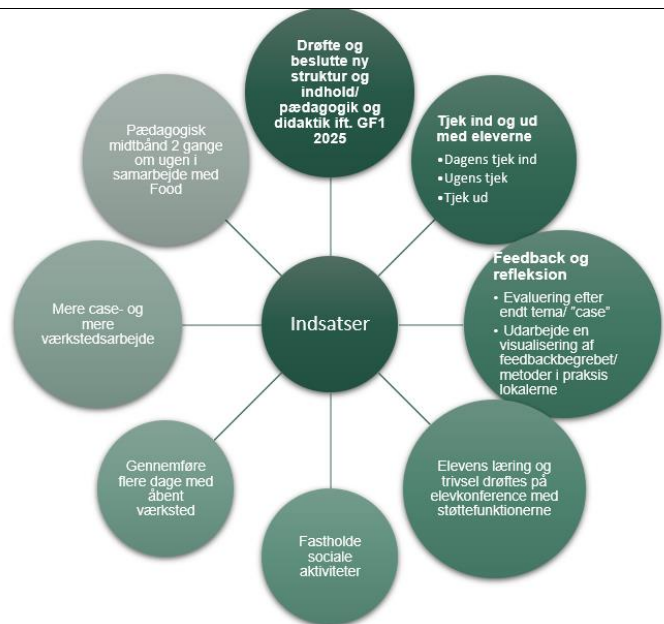 Drøfte og
beslutte ny
struktur og
indhold/
pædagogik og
didaktik ift. GF1
2025
Tjek ind og ud
med eleverne
•Dagens tjek ind
•Ugens tjek
•Tjek ud
Feedback og
refleksion
• Evaluering efter
endt tema/ "case"
• Udarbejde en
visualisering af
feedbackbegrebet/
metoder i praksis
lokalerne
Elevens læring og
trivsel drøftes på
elevkonference med
støttefunktionerne
Fastholde
sociale
aktiviteter
Gennemføre
flere dage med
åbent
værksted
Mere case- og
mere
værkstedsarbejde
Pædagogisk
midtbånd 2 gange
om ugen i
samarbejde med
Food
Indsatser